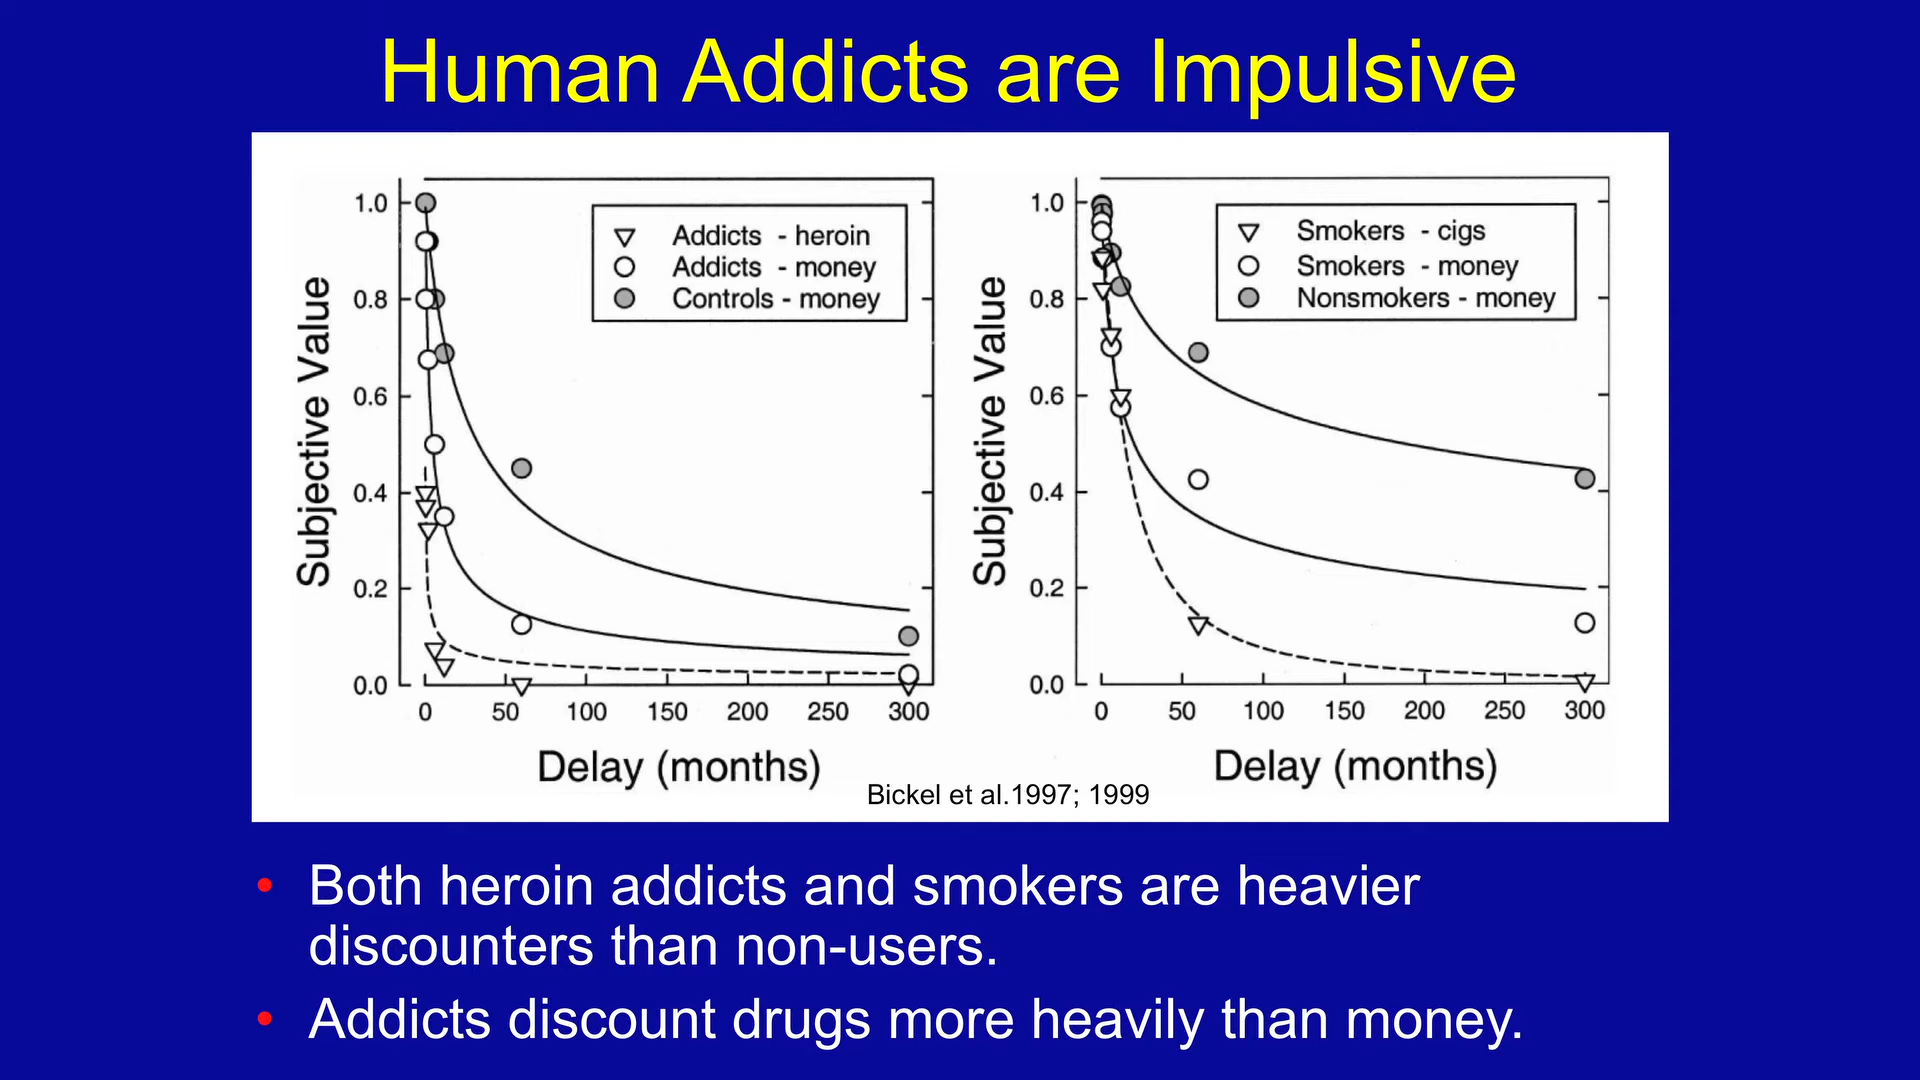 Human Addicts are Impulsive
Subjective Value
1.0
0.8
0.6
0.4
0.2
0.0
Addicts - heroin
Addicts - money
Controls - money
0 50 100 150 200 250 300
Delay (months)
Subjective Value
1.0
0.8
0.6
0.4
0.2
0.0
Smokers - cigs
Smokers - money
Nonsmokers - money
0 50 100 150 200 250 300
Delay (months)
Bickel et al.1997; 1999
• Both heroin addicts and smokers are heavier
discounters than non-users.
• Addicts discount drugs more heavily than money.